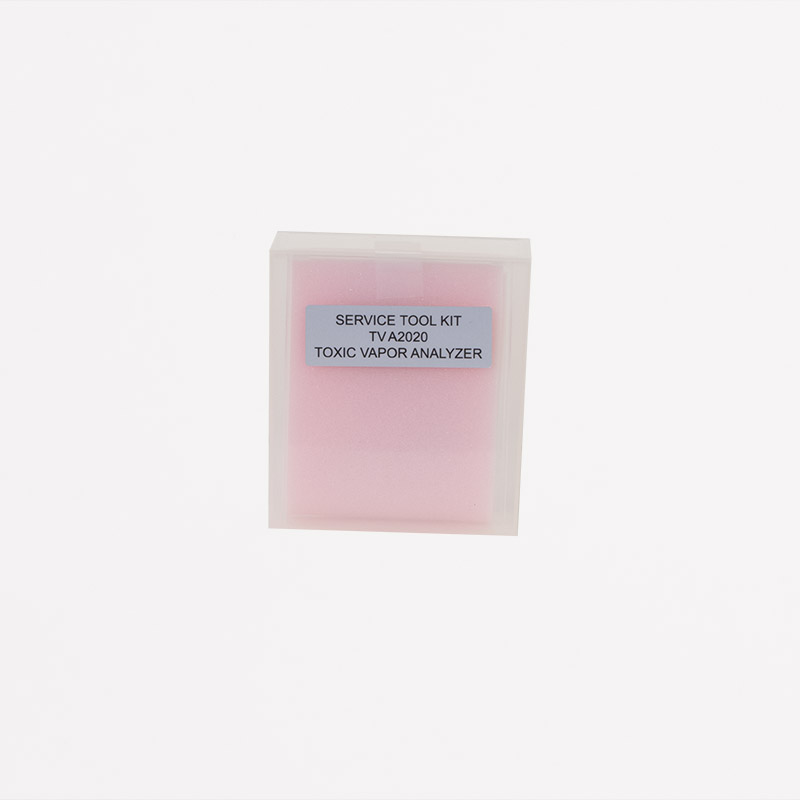 SERVICE TOOL KIT
TVA2020
TOXIC VAPOR ANALYZER